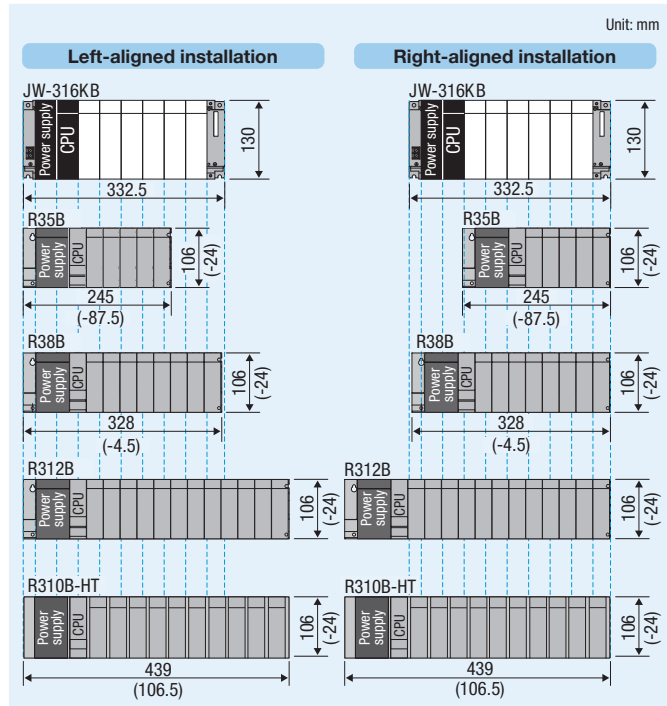 Unit: mm
Left-aligned installation
JW-316KB
Power supply
CPU
130
332.5
R35B
Power
supply
CPU
106
(-24)
245
(-87.5)
R38B
Power
supply
CPU
106
(-24)
328
(-4.5)
R312B
Power
supply
CPU
106
(-24)
R310B-HT
Power
supply
CPU
106
(-24)
439
(106.5)
Right-aligned installation
JW-316KB
Power supply
CPU
130
332.5
R35B
Power
supply
CPU
106
(-24)
245
(-87.5)
R38B
Power
supply
CPU
106
(-24)
328
(-4.5)
R312B
Power
supply
CPU
106
(-24)
R310B-HT
Power
supply
CPU
106
(-24)
439
(106.5)